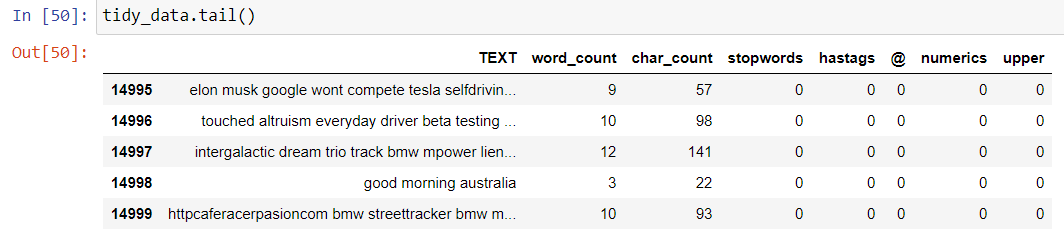 In [50]: tidy_data.tail()
Out[50]:
TEXT word_count char_count stopwords hastags @ numerics upper
14995 elon musk google wont compete tesla selfdrivin... 9 57 0 0 0 0 0
14996 touched altruism everyday driver beta testing ... 10 98 0 0 0 0 0
14997 intergalactic dream trio track bmw mpower lien... 12 141 0 0 0 0 0
14998 good morning australia 3 22 0 0 0 0 0
14999 httpcaferacerpasioncom bmw streettracker bmw m... 10 93 0 0 0 0 0